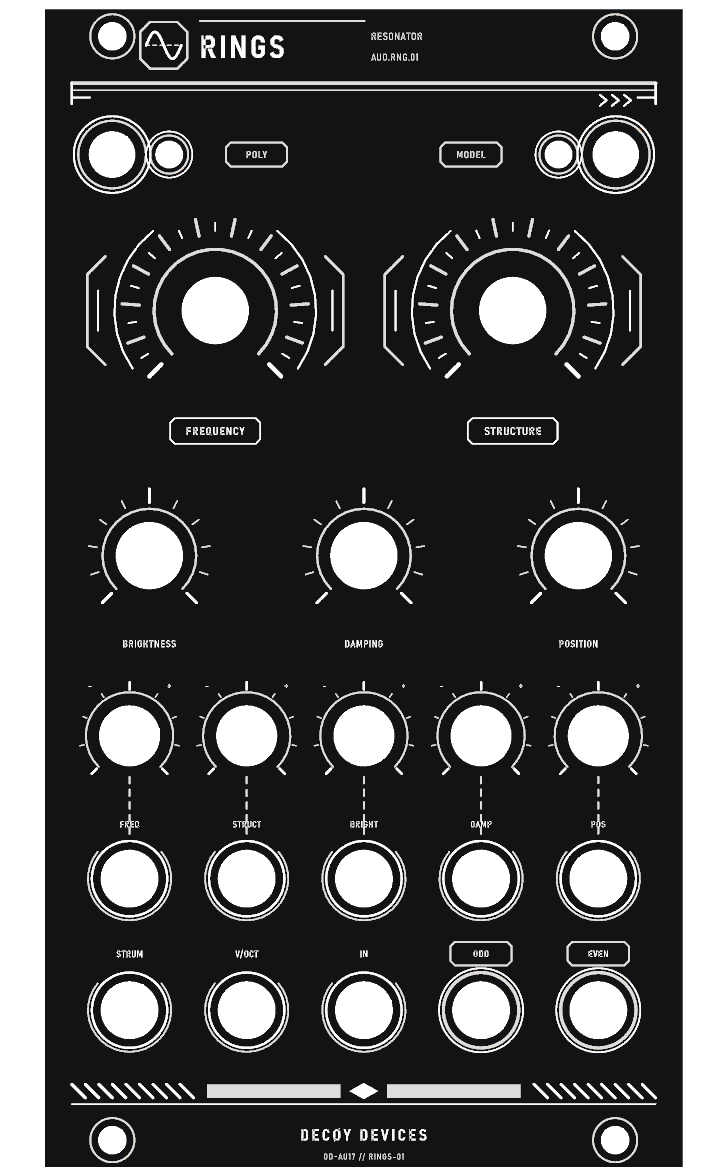 RINGS
RESONATOR
AUD.RNG.01
POLY
MODEL
FREQUENCY
STRUCTURE
BRIGHTNESS
DAMPING
POSITION
- + - + - + - + - +
FREQ
STRUCT
BRIGHT
DAMP
POS
STRUM
V/OCT
IN
ODD
EVEN
DECØY DEVICES
DD-AU17 // RINGS-01